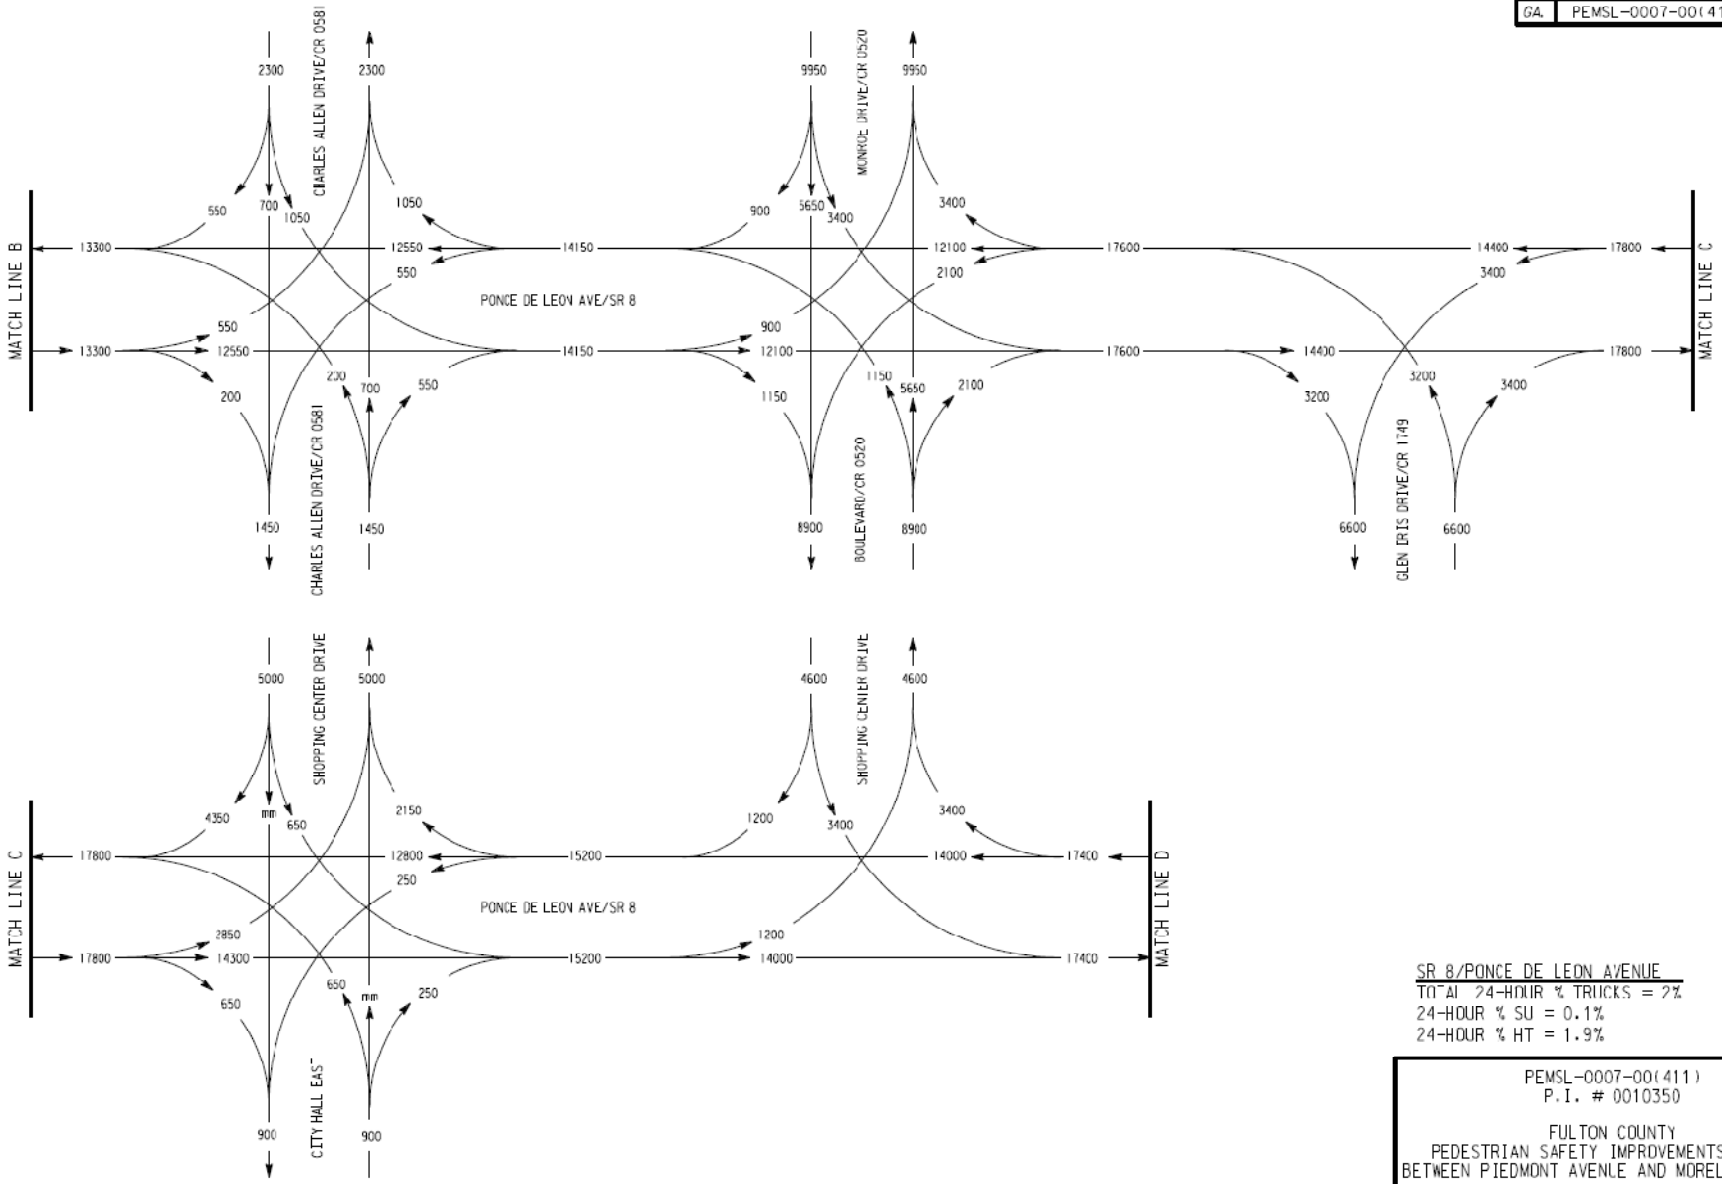 GA. PEMSL-0007-00(41
CHARLES ALLEN DRIVE/CR 0581
MONROE DRIVE/CR 0520
2300 2300 9950 9950
550 700 1050 1050 900 5650 3400 3400
MATCH LINE B
13300 12550 14150 12100 17600 14400 17800
MATCH LINE C
550 2100 3400
PONCE DE LEON AVE/SR 8
550 900
13300 12550 14150 12100 17600 14400 17800
200 200 700 550 1150 1150 5650 2100 3200 3200 3400
CHARLES ALLEN DRIVE/CR 0581
BOULEVARD/CR 0520
GLEN IRIS DRIVE/CR 1749
1450 1450 8900 8900 6600 6600
SHOPPING CENTER DRIVE
SHOPPING CENTER DRIVE
5000 5000 4600 4600
4350 mm 650 2150 1200 3400 3400
MATCH LINE C
17800 12800 15200 14000 17400
MATCH LINE D
250
PONCE DE LEON AVE/SR 8
2850 1200
17800 14300 15200 14000 17400
650 650 mm 250
CITY HALL EAS
900 900
SR 8/PONCE DE LEON AVENUE
TOTAL 24-HOUR % TRUCKS = 2%
24-HOUR % SU = 0.1%
24-HOUR % HT = 1.9%
PEMSL-0007-00(411)
P.I. # 0010350
FULTON COUNTY
PEDESTRIAN SAFETY IMPROVEMENTS
BETWEEN PIEDMONT AVENUE AND MOREL